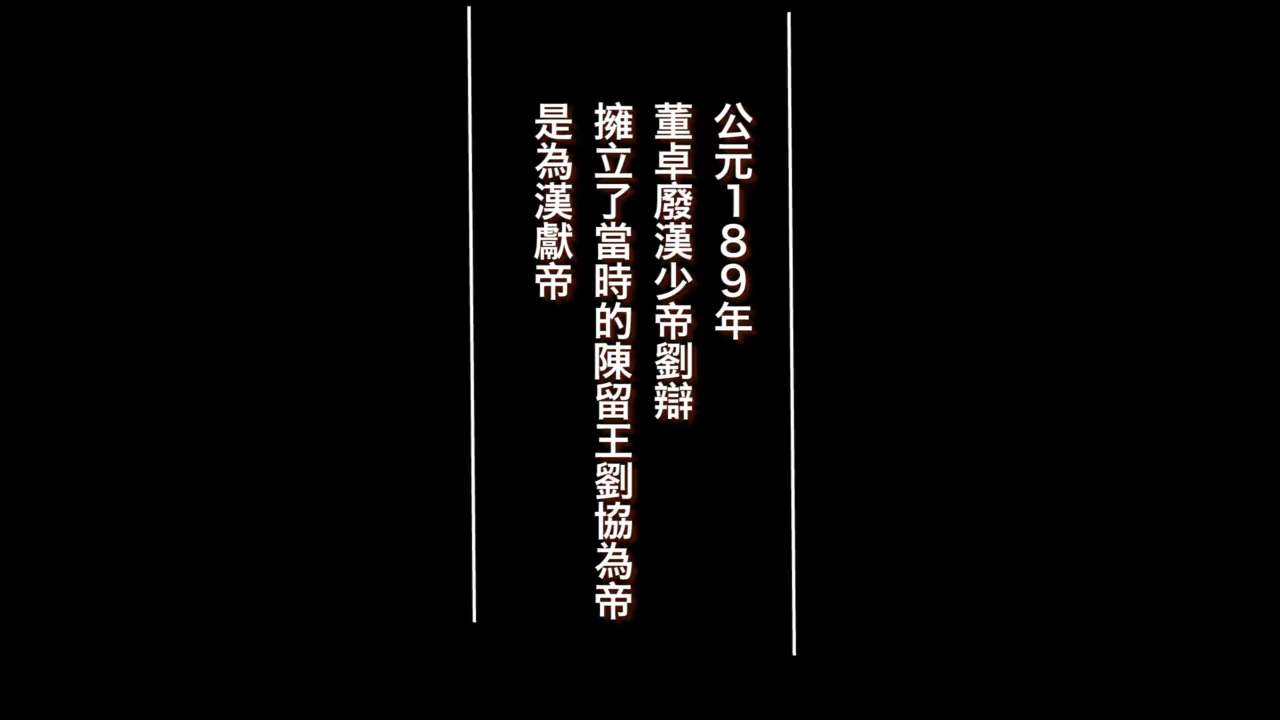 公元189年
董卓廢漢少帝劉辯
擁立了當時的陳留王劉協為帝
是為漢獻帝